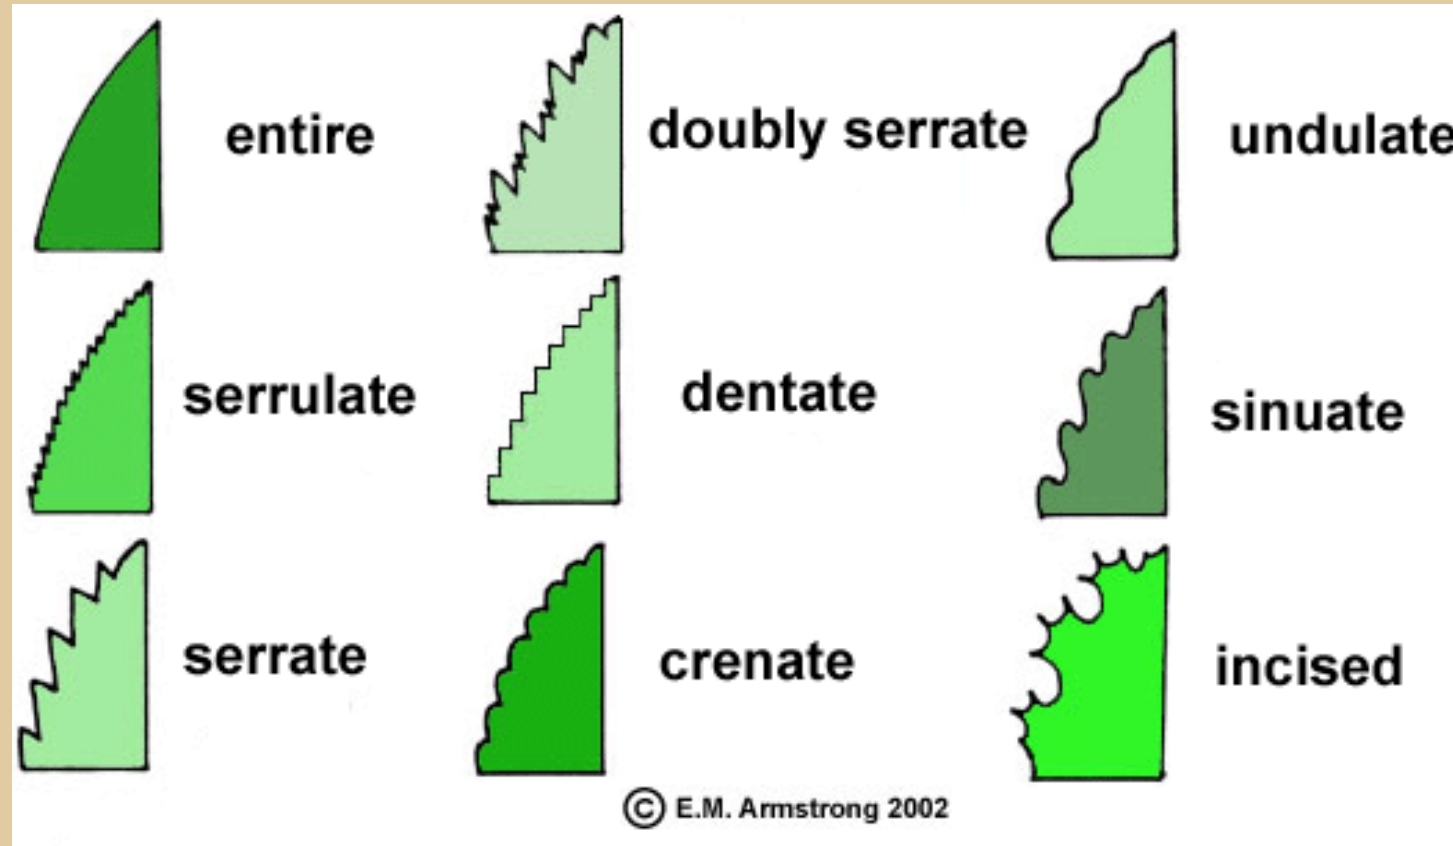 entire
doubly serrate
undulate
serrulate
dentate
sinuate
serrate
crenate
incised
© E.M. Armstrong 2002